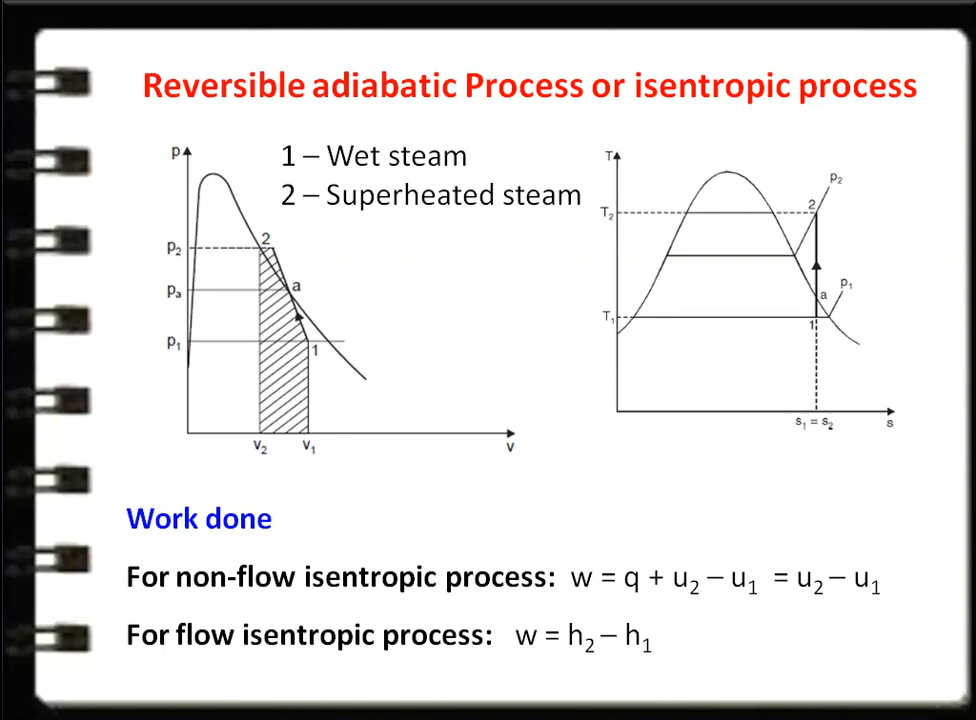 Reversible adiabatic Process or isentropic process
1 – Wet steam
2 – Superheated steam
p
p₂
pₐ
p₁
2
a
1
v₂
v₁
v
T
T₂
T₁
2
p₂
a
p₁
1
s₁ = s₂
s
Work done
For non-flow isentropic process: w = q + u₂ – u₁ = u₂ – u₁
For flow isentropic process: w = h₂ – h₁